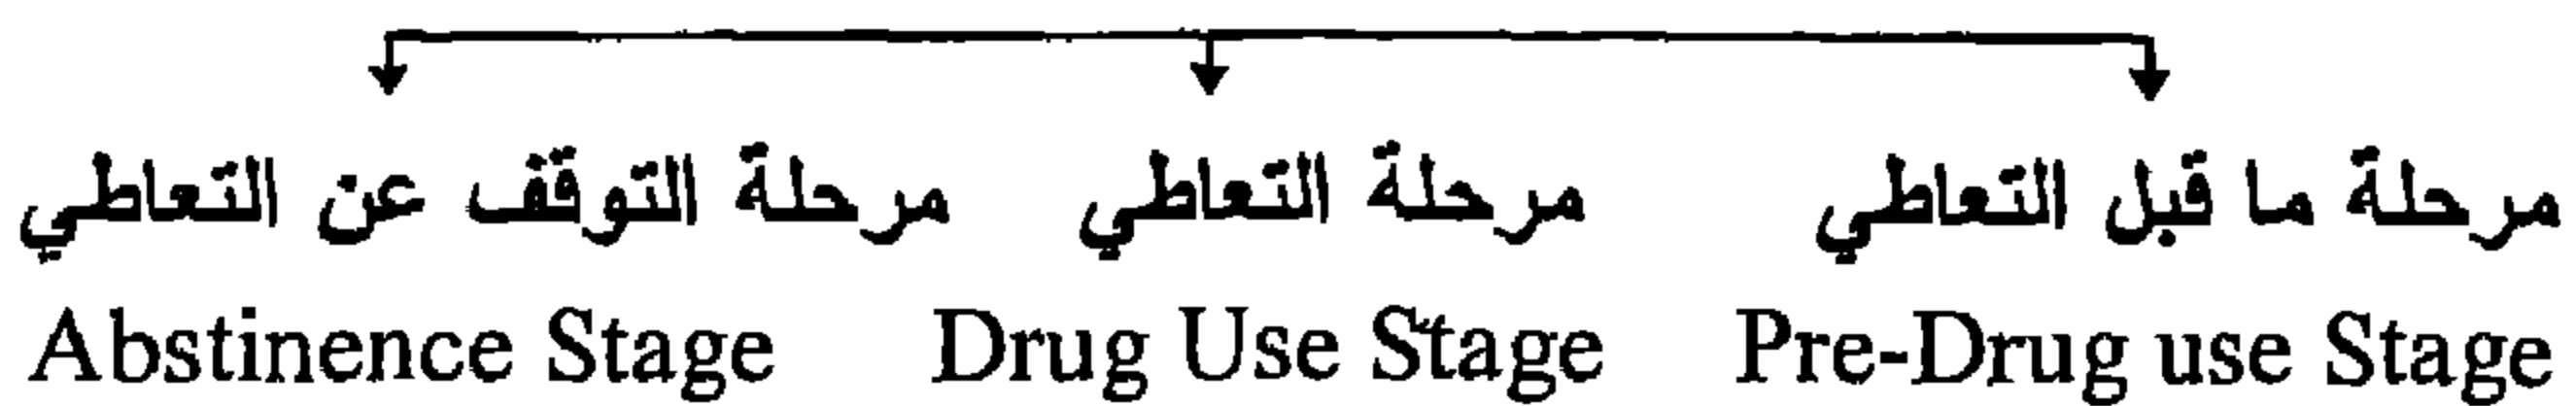 مرحلة ما قبل التعاطي مرحلة التعاطي مرحلة التوقف عن التعاطي
Abstinence Stage Drug Use Stage Pre-Drug use Stage